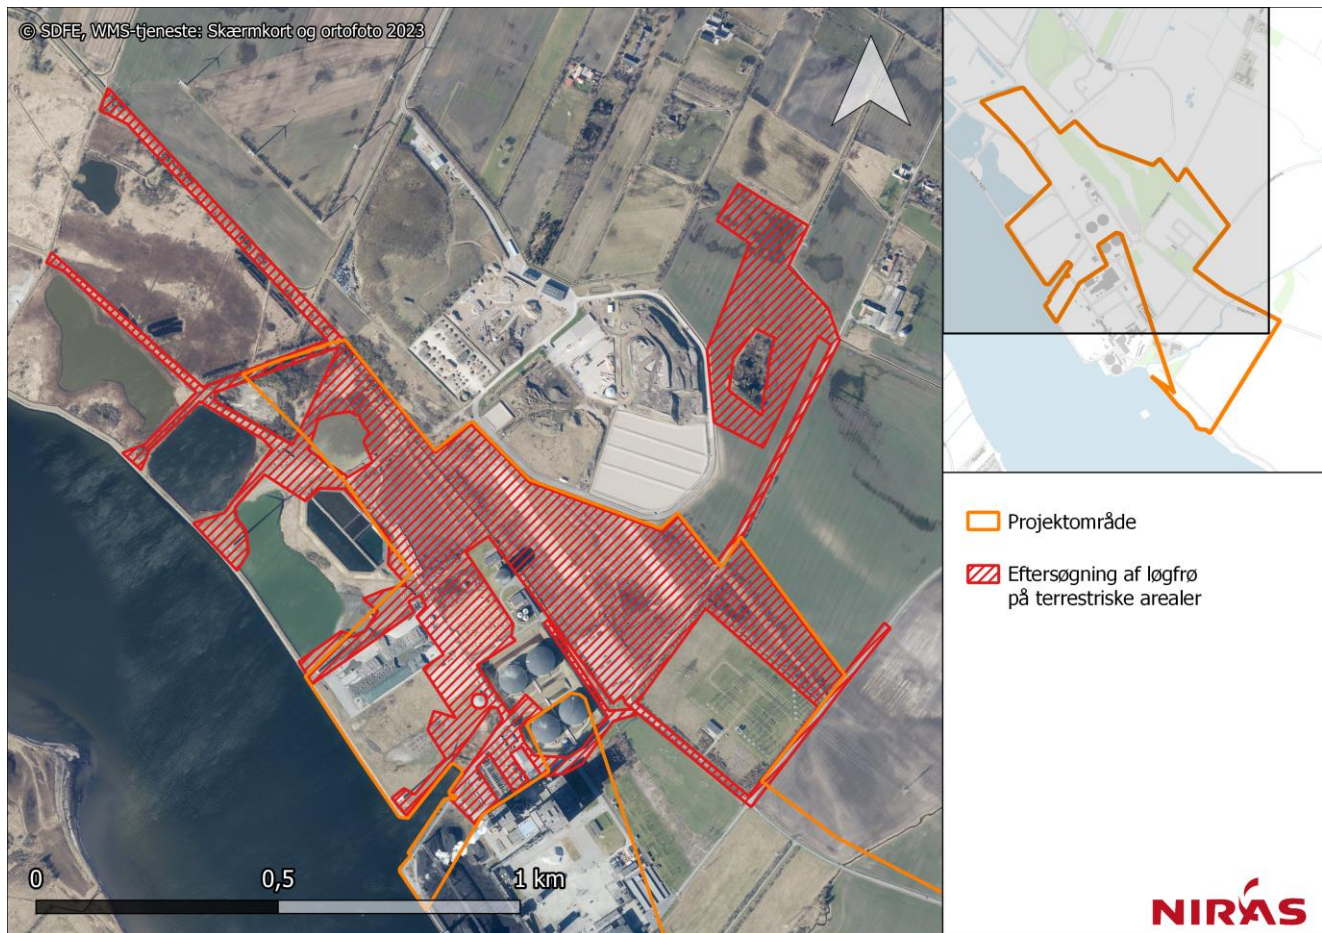 © SDFE, WMS-tjeneste: Skærmkort og ortofoto 2023
Projektområde
Eftersøgning af løgfrø
på terrestriske arealer
0
0,5
1 km
NIRAS